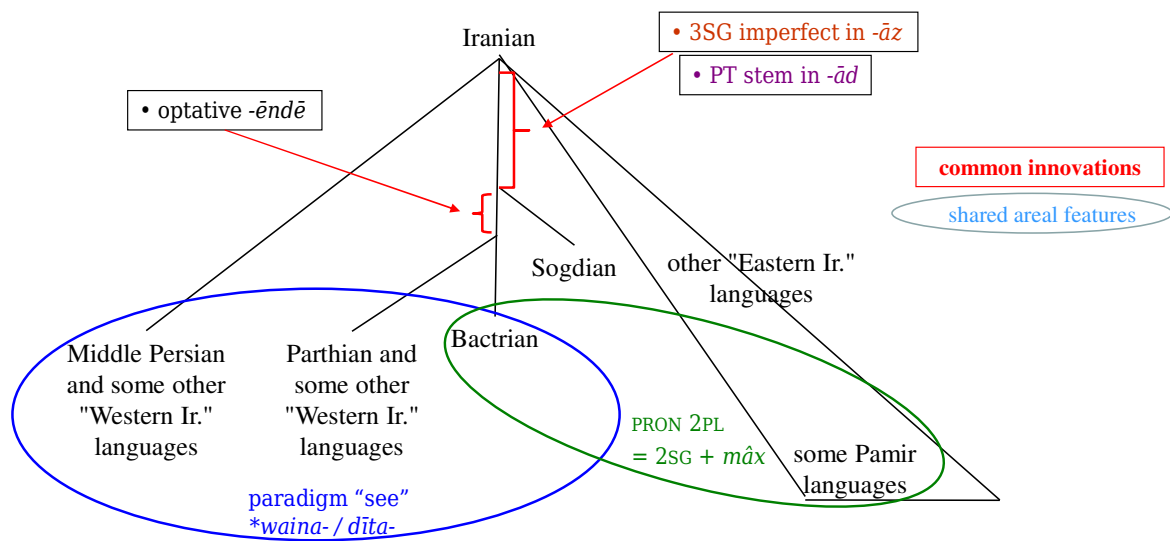 Iranian
• 3SG imperfect in -āz
• PT stem in -ād
• optative -ēndē
common innovations
shared areal features
Sogdian
other "Eastern Ir."
languages
Bactrian
Middle Persian
and some other
"Western Ir."
languages
Parthian and
some other
"Western Ir."
languages
PRON 2PL
= 2SG + mâx
some Pamir
languages
paradigm “see”
*waina- / dīta-